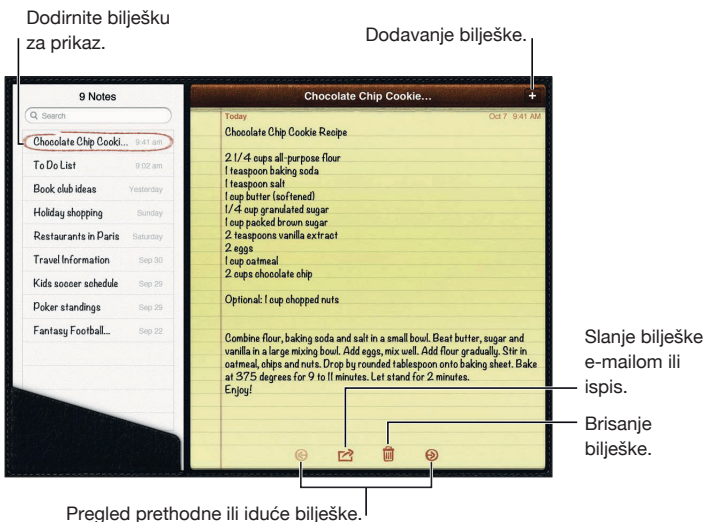 Dodirnite bilješku
za prikaz.
Dodavanje bilješke.
9 Notes
Chocolate Chip Cookie...
+
Search
Chocolate Chip Cooki... 9:41 am
To Do List 9:02 am
Book club ideas Yesterday
Holiday shopping Sunday
Restaurants in Paris Saturday
Travel Information Sep 30
Kids soccer schedule Sep 29
Poker standings Sep 29
Fantasy Football... Sep 22
Today Oct 7 9:41 AM
Chocolate Chip Cookie Recipe
2 1/4 cups all-purpose flour
1 teaspoon baking soda
1 teaspoon salt
1 cup butter (softened)
1/4 cup granulated sugar
1 cup packed brown sugar
2 teaspoons vanilla extract
2 eggs
1 cup oatmeal
2 cups chocolate chip
Optional: 1 cup chopped nuts
Combine flour, baking soda and salt in a small bowl. Beat butter, sugar and
vanilla in a large mixing bowl. Add eggs, mix well. Add flour gradually. Stir in
oatmeal, chips and nuts. Drop by rounded tablespoon onto baking sheet. Bake
at 375 degrees for 9 to 11 minutes. Let stand for 2 minutes.
Enjoy!
Slanje bilješke
e-mailom ili
ispis.
Brisanje
bilješke.
Pregled prethodne ili iduće bilješke.